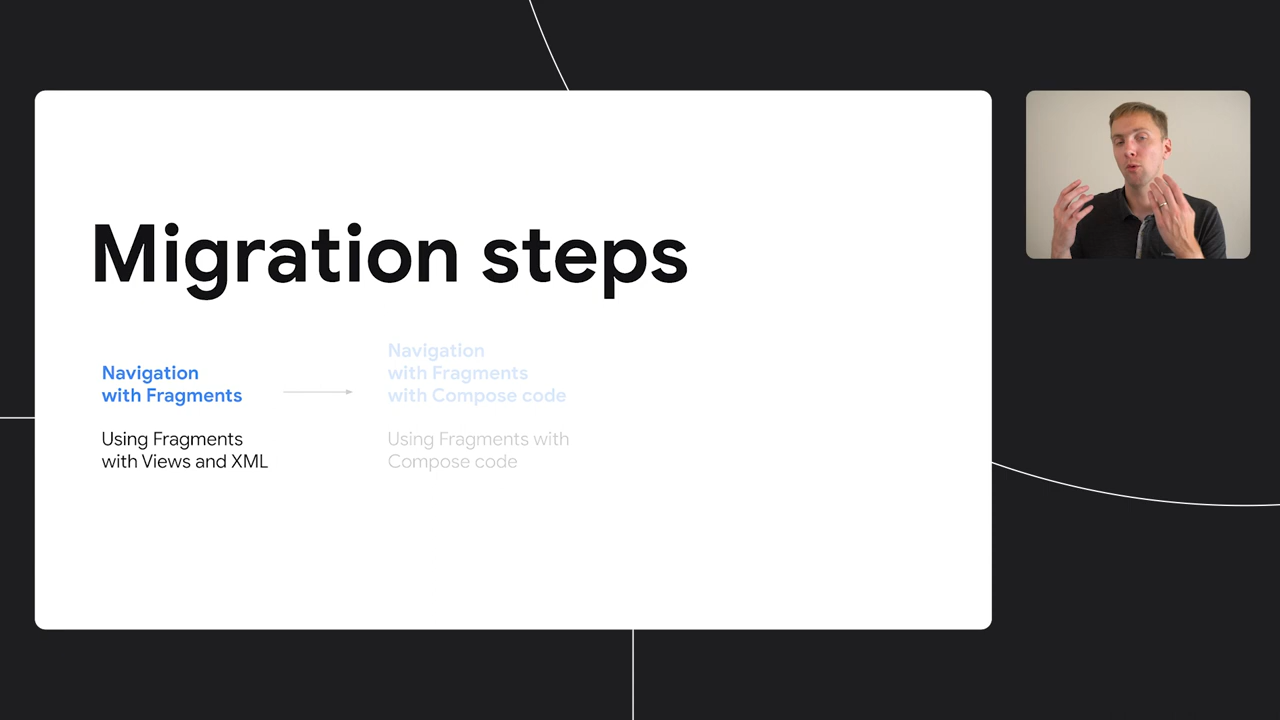 Migration steps
Navigation
with Fragments
Using Fragments
with Views and XML
Navigation
with Fragments
with Compose code
Using Fragments with
Compose code